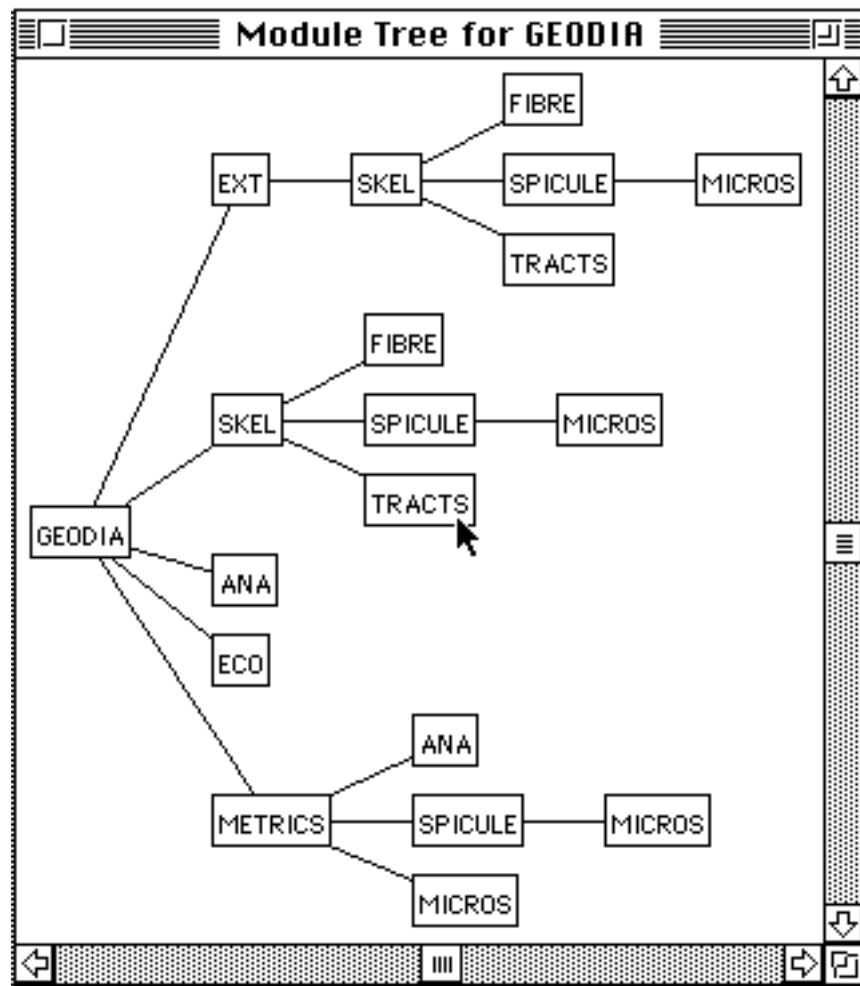 Module Tree for GEODIA
FIBRE
EXT SKEL SPICULE MICROS
TRACTS
FIBRE
SKEL SPICULE MICROS
TRACTS
GEODIA
ANA
ECO
ANA
METRICS SPICULE MICROS
MICROS